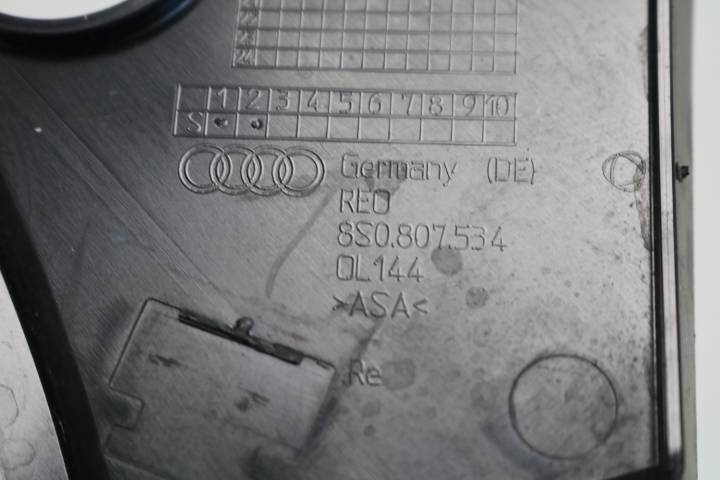 24
1 2 3 4 5 6 7 8 9 10
S
Germany (DE)
REO
8S0.807.534
OL144
>ASA<
Re